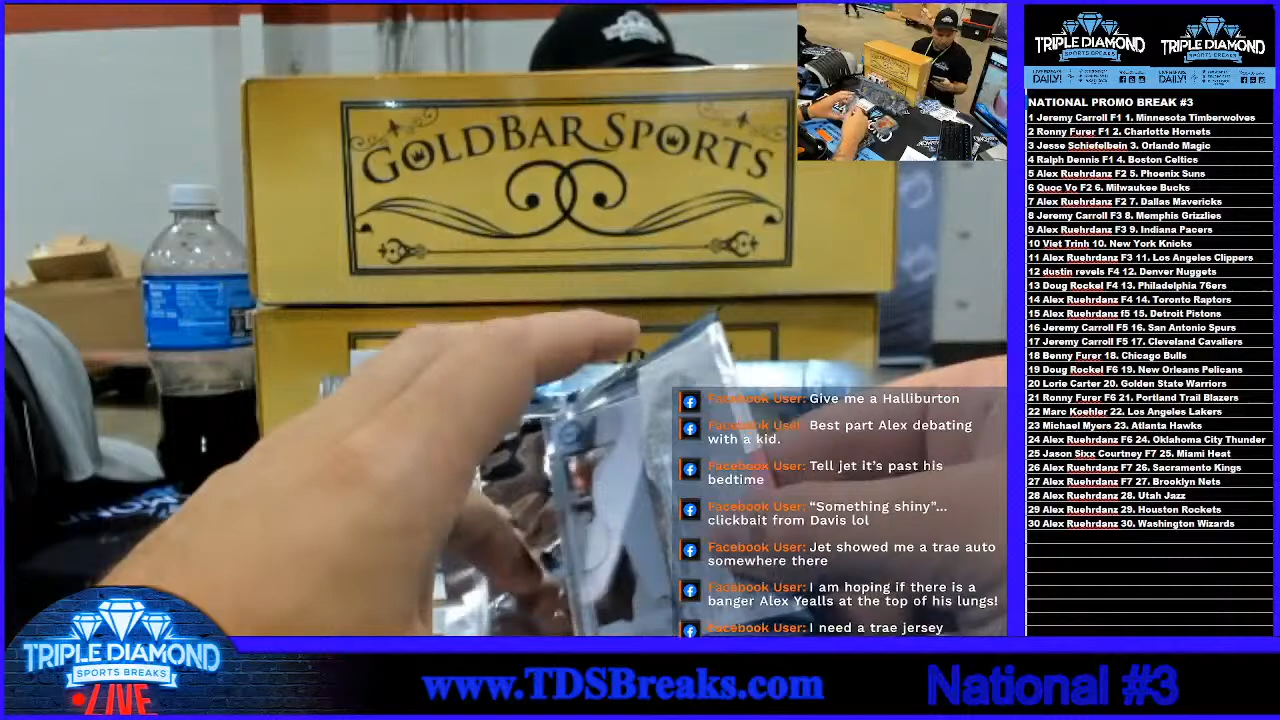 GOLDBAR SPORTS
TRIPLE DIAMOND
SPORTS BREAKS
TRIPLE DIAMOND
SPORTS BREAKS
DAILY!
DAILY!
NATIONAL PROMO BREAK #3
1 Jeremy Carroll F1 1. Minnesota Timberwolves
2 Ronny Furer F1 2. Charlotte Hornets
3 Jesse Schiefelbein 3. Orlando Magic
4 Ralph Dennis F1 4. Boston Celtics
5 Alex Ruehrdanz F2 5. Phoenix Suns
6 Quoc Vo F2 6. Milwaukee Bucks
7 Alex Ruehrdanz F2 7. Dallas Mavericks
8 Jeremy Carroll F3 8. Memphis Grizzlies
9 Alex Ruehrdanz F3 9. Indiana Pacers
10 Viet Trinh 10. New York Knicks
11 Alex Ruehrdanz F3 11. Los Angeles Clippers
12 dustin revels F4 12. Denver Nuggets
13 Doug Rockel F4 13. Philadelphia 76ers
14 Alex Ruehrdanz F4 14. Toronto Raptors
15 Alex Ruehrdanz f5 15. Detroit Pistons
16 Jeremy Carroll F5 16. San Antonio Spurs
17 Jeremy Carroll F5 17. Cleveland Cavaliers
18 Benny Furer 18. Chicago Bulls
19 Doug Rockel F6 19. New Orleans Pelicans
20 Lorie Carter 20. Golden State Warriors
21 Ronny Furer F6 21. Portland Trail Blazers
22 Marc Koehler 22. Los Angeles Lakers
23 Michael Myers 23. Atlanta Hawks
24 Alex Ruehrdanz F6 24. Oklahoma City Thunder
25 Jason Sixx Courtney F7 25. Miami Heat
26 Alex Ruehrdanz F7 26. Sacramento Kings
27 Alex Ruehrdanz F7 27. Brooklyn Nets
28 Alex Ruehrdanz 28. Utah Jazz
29 Alex Ruehrdanz 29. Houston Rockets
30 Alex Ruehrdanz 30. Washington Wizards
Facebook User: Give me a Halliburton
Facebook User: Best part Alex debating
with a kid.
Facebook User: Tell jet it's past his
bedtime
Facebook User: "Something shiny"...
clickbait from Davis lol
Facebook User: Jet showed me a trae auto
somewhere there
Facebook User: I am hoping if there is a
banger Alex Yealls at the top of his lungs!
Facebook User: I need a trae jersey
TRIPLE DIAMOND
SPORTS BREAKS
LIVE
www.TDSBreaks.com
National #3